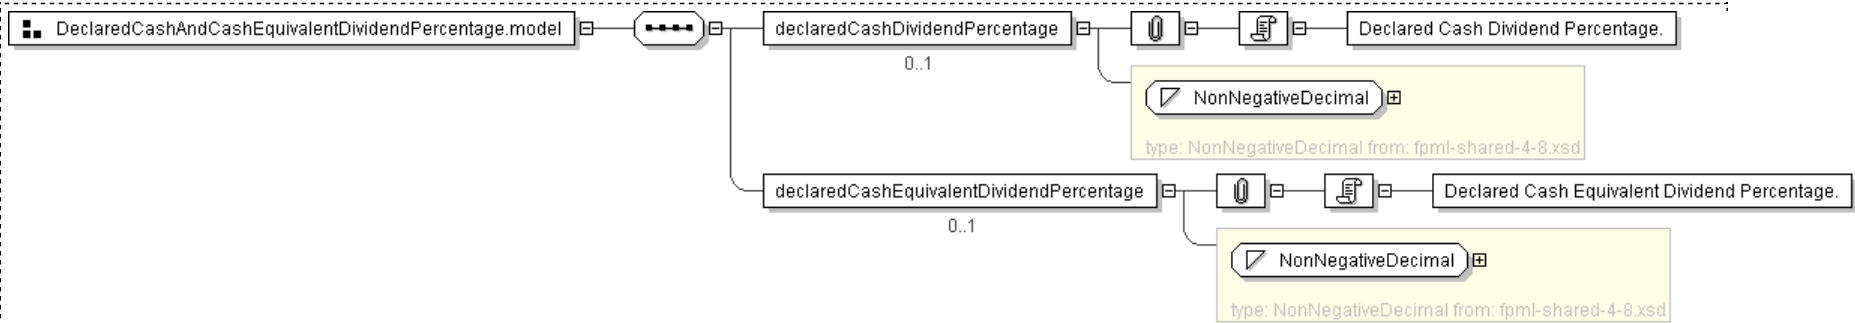 DeclaredCashAndCashEquivalentDividendPercentage.model
declaredCashDividendPercentage
Declared Cash Dividend Percentage.
0..1
NonNegativeDecimal
type: NonNegativeDecimal from: fpml-shared-4-8.xsd
declaredCashEquivalentDividendPercentage
Declared Cash Equivalent Dividend Percentage.
0..1
NonNegativeDecimal
type: NonNegativeDecimal from: fpml-shared-4-8.xsd